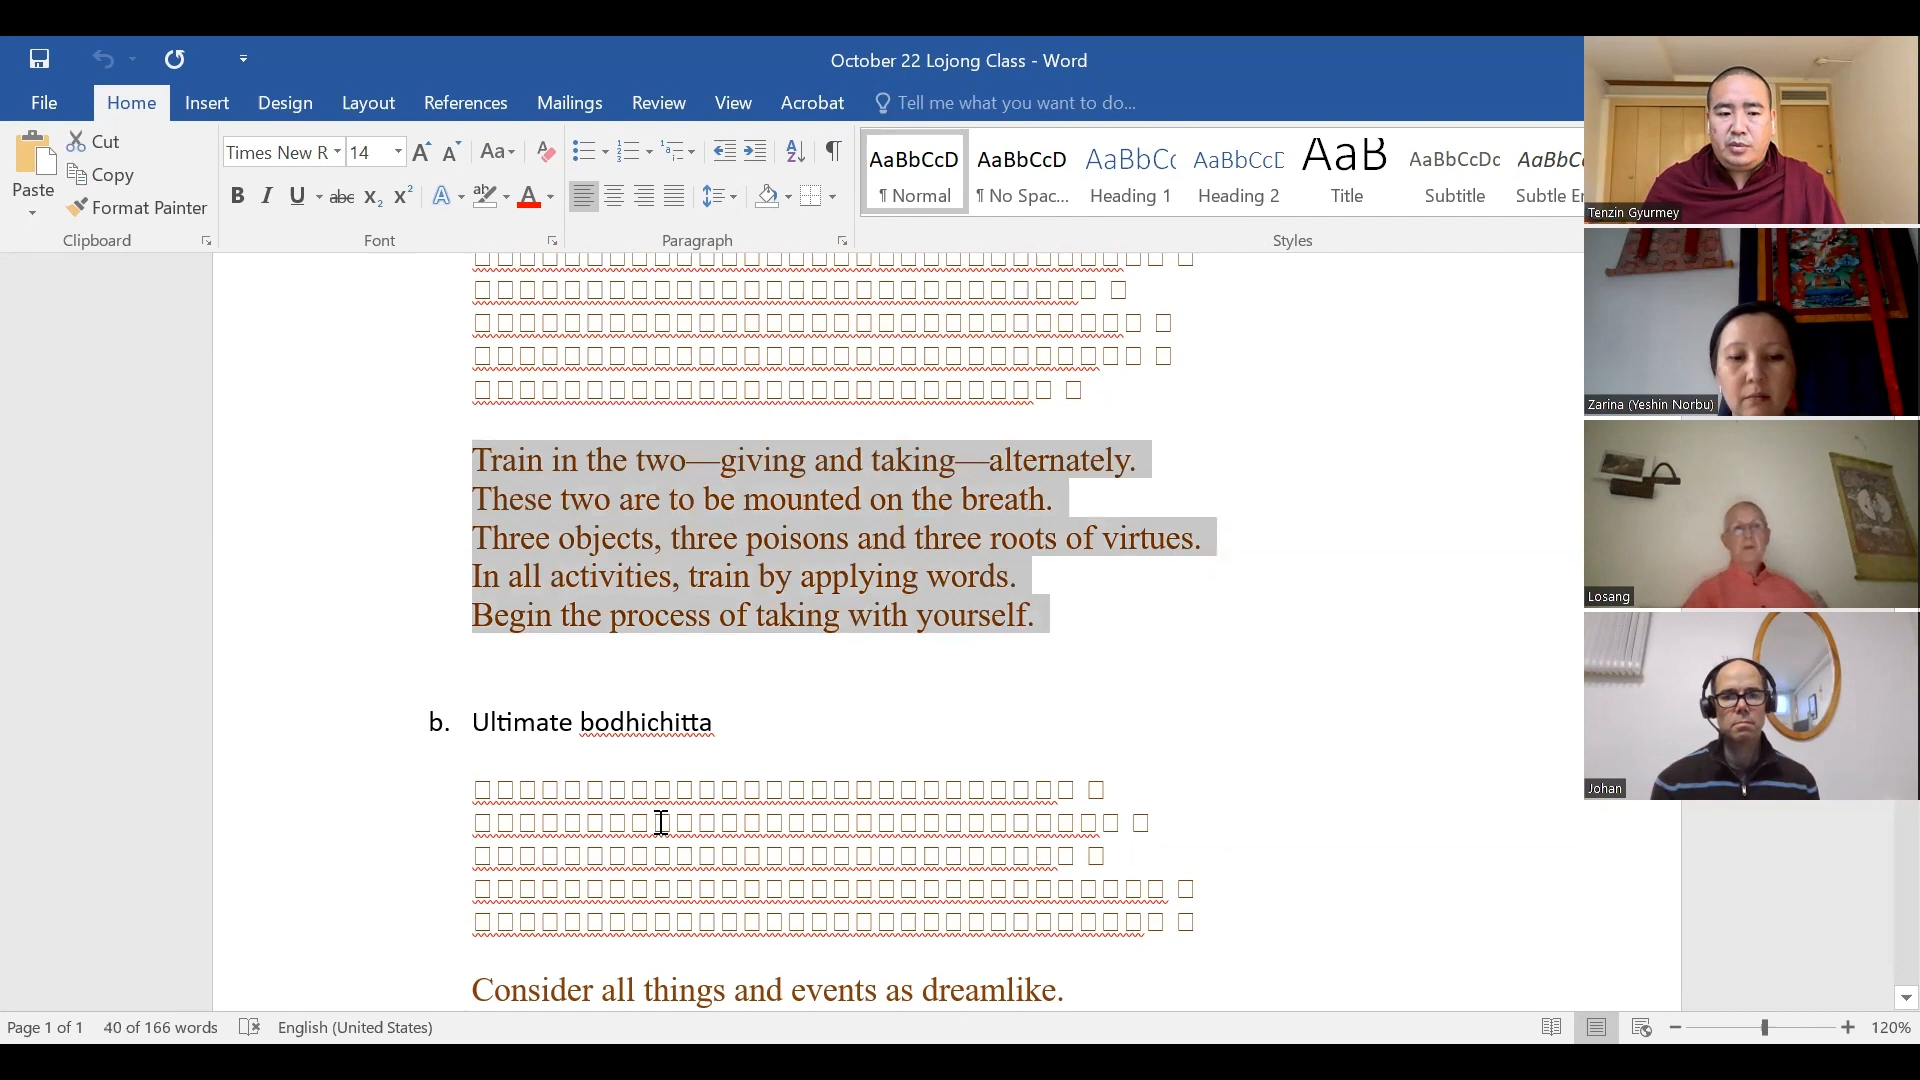 October 22 Lojong Class - Word
File Home Insert Design Layout References Mailings Review View Acrobat Tell me what you want to do...
Cut
Copy
Format Painter
Paste
Clipboard
Times New R 14
Font
Paragraph
AaBbCcD AaBbCcD AaBbCc AaBbCcD AaB AaBbCcDc AaBbCc
¶ Normal ¶ No Spac... Heading 1 Heading 2 Title Subtitle Subtle
Styles
Train in the two—giving and taking—alternately.
These two are to be mounted on the breath.
Three objects, three poisons and three roots of virtues.
In all activities, train by applying words.
Begin the process of taking with yourself.
b. Ultimate bodhichitta
Consider all things and events as dreamlike.
Tenzin Gyurmey
Zarina (Yeshin Norbu)
Losang
Johan
Page 1 of 1 40 of 166 words English (United States) 120%